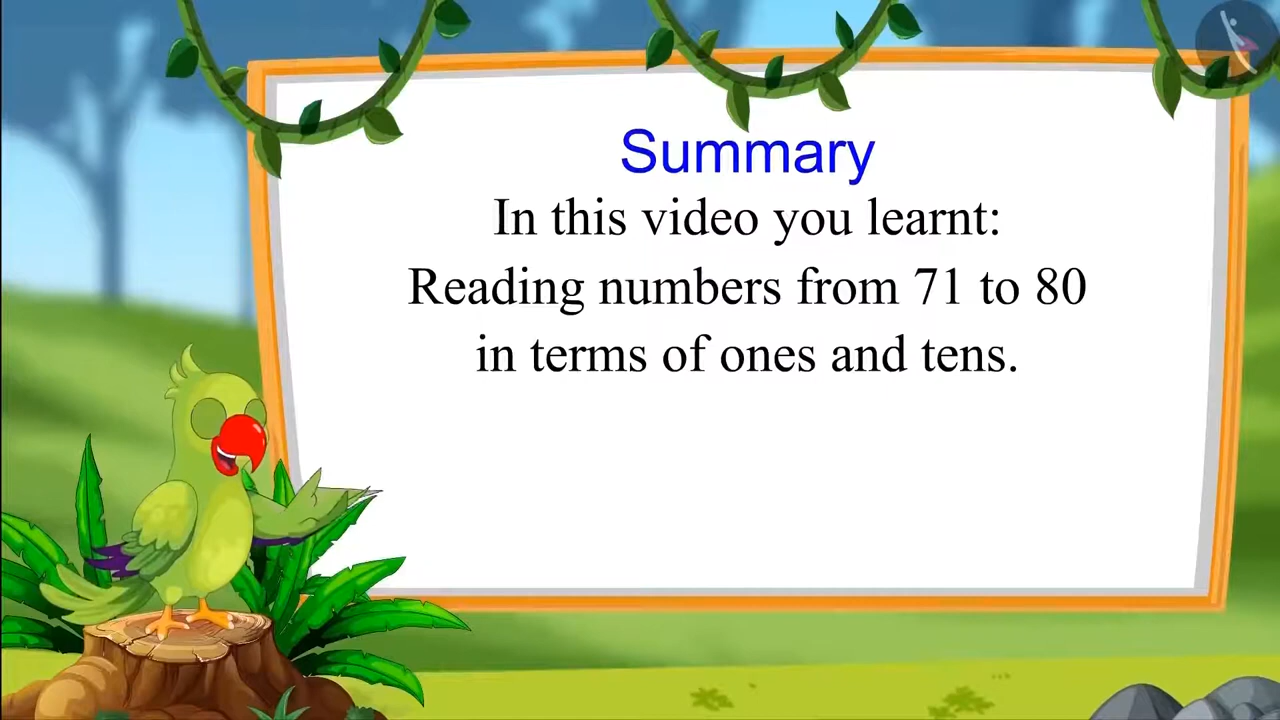 Summary
In this video you learnt:
Reading numbers from 71 to 80
in terms of ones and tens.